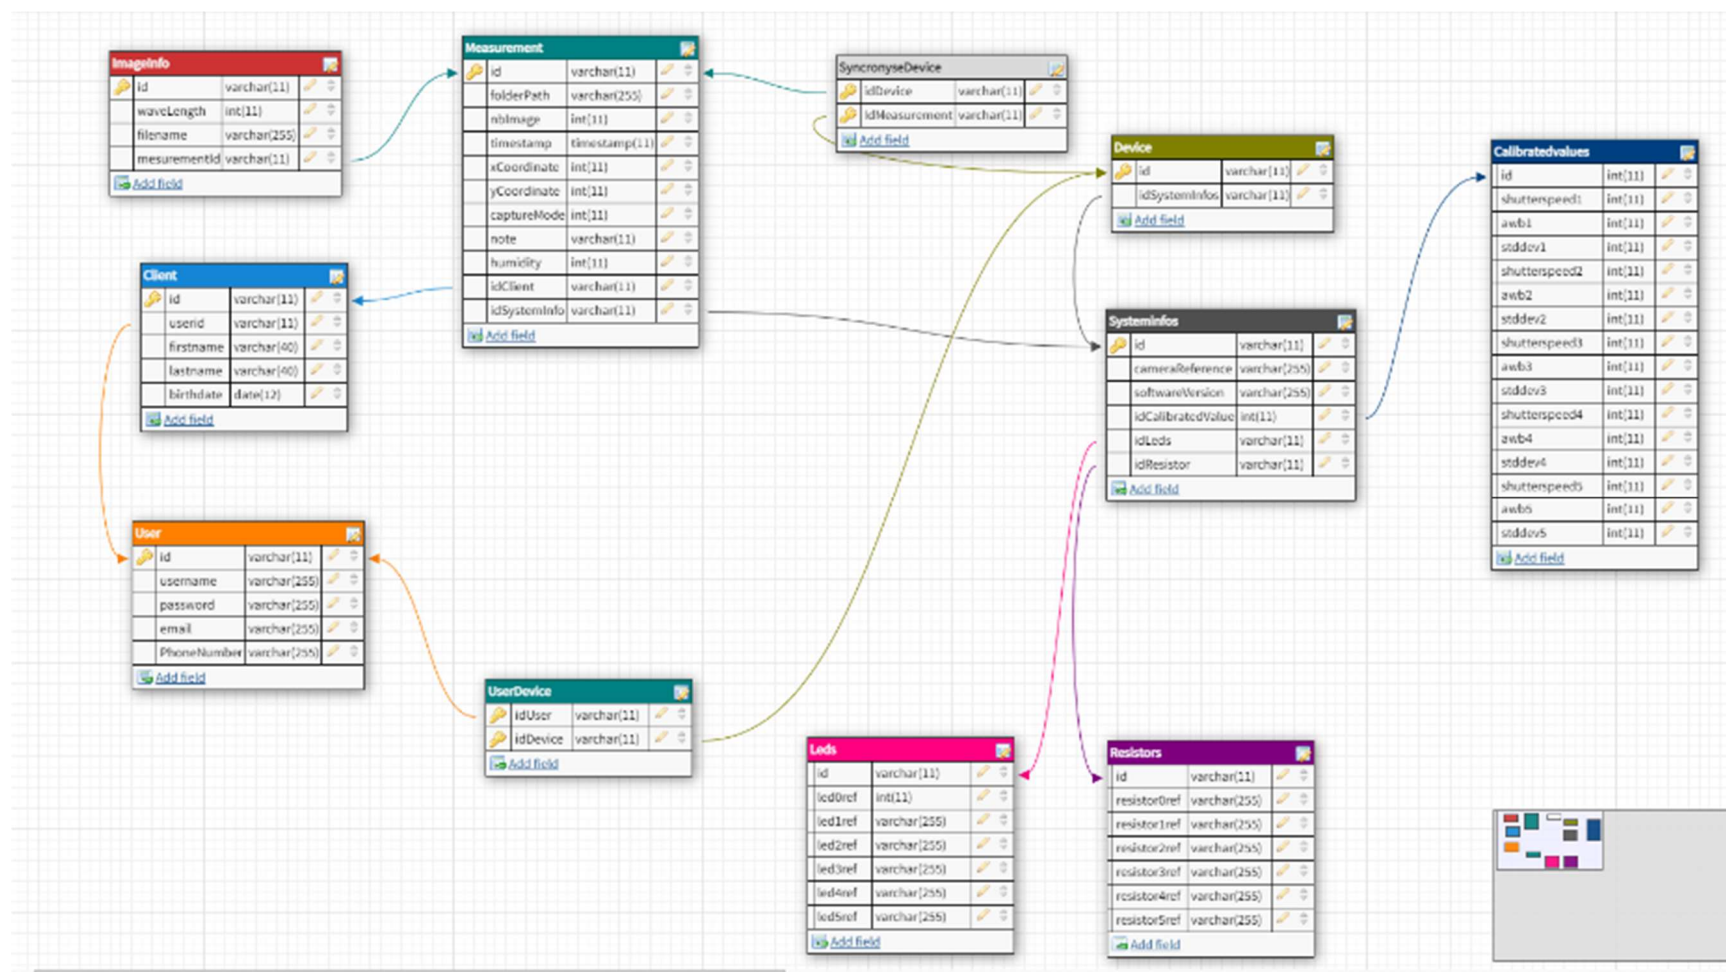 ImageInfo
id varchar(11)
waveLength int(11)
filename varchar(255)
mesurementId varchar(11)
Add field
Measurement
id varchar(11)
folderPath varchar(255)
nbImage int(11)
timestamp timestamp(11)
xCoordinate int(11)
yCoordinate int(11)
captureMode int(11)
note varchar(11)
humidity int(11)
idClient varchar(11)
idSystemInfo varchar(11)
Add field
SyncronyseDevice
idDevice varchar(11)
idMeasurement varchar(11)
Add field
Device
id varchar(11)
idSystemInfos varchar(11)
Add field
Calibratedvalues
id int(11)
shutterspeed1 int(11)
awb1 int(11)
stddev1 int(11)
shutterspeed2 int(11)
awb2 int(11)
stddev2 int(11)
shutterspeed3 int(11)
awb3 int(11)
stddev3 int(11)
shutterspeed4 int(11)
awb4 int(11)
stddev4 int(11)
shutterspeed5 int(11)
awb5 int(11)
stddev5 int(11)
Add field
Client
id varchar(11)
userid varchar(11)
firstname varchar(40)
lastname varchar(40)
birthdate date(12)
Add field
SystemInfos
id varchar(11)
cameraReference varchar(255)
softwareVersion varchar(255)
idCalibratedValue int(11)
idLeds varchar(11)
idResistor varchar(11)
Add field
User
id varchar(11)
username varchar(255)
password varchar(255)
email varchar(255)
PhoneNumber varchar(255)
Add field
UserDevice
idUser varchar(11)
idDevice varchar(11)
Add field
Leds
id varchar(11)
led0ref int(11)
led1ref varchar(255)
led2ref varchar(255)
led3ref varchar(255)
led4ref varchar(255)
led5ref varchar(255)
Add field
Resistors
id varchar(11)
resistor0ref varchar(255)
resistor1ref varchar(255)
resistor2ref varchar(255)
resistor3ref varchar(255)
resistor4ref varchar(255)
resistor5ref varchar(255)
Add field